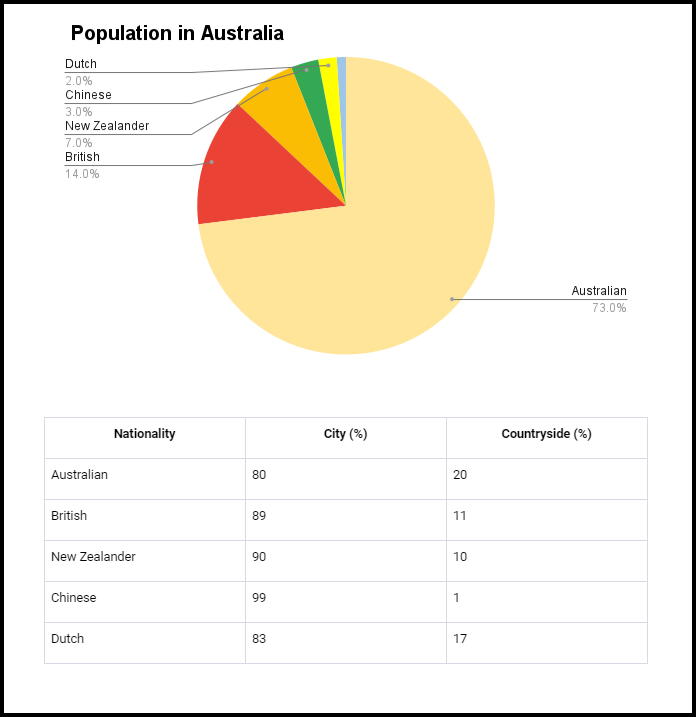 Population in Australia
Dutch
2.0%
Chinese
3.0%
New Zealander
7.0%
British
14.0%
Australian
73.0%
Nationality City (%) Countryside (%)
Australian 80 20
British 89 11
New Zealander 90 10
Chinese 99 1
Dutch 83 17